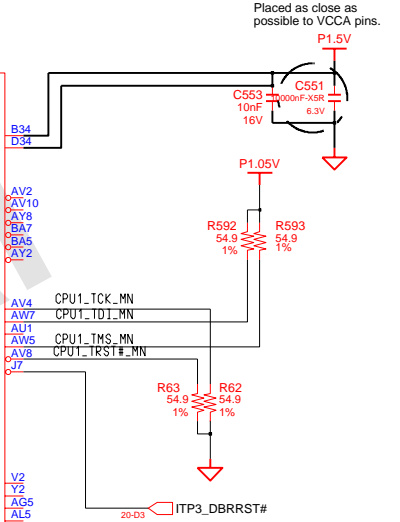 Placed as close as
possible to VCCA pins.
P1.5V
C553
10nF
16V
C551
10000nF-X5R
6.3V
B34
D34
P1.05V
AV2
AV10
AY8
BA7
BA5
AY2
R592
54.9
1%
R593
54.9
1%
AV4 CPU1_TCK_MN
AW7 CPU1_TDI_MN
AU1
AW5 CPU1_TMS_MN
AV8 CPU1_TRST#_MN
J7
R63
54.9
1%
R62
54.9
1%
V2
Y2
AG5
AL5
20-D3 ITP3_DBRRST#